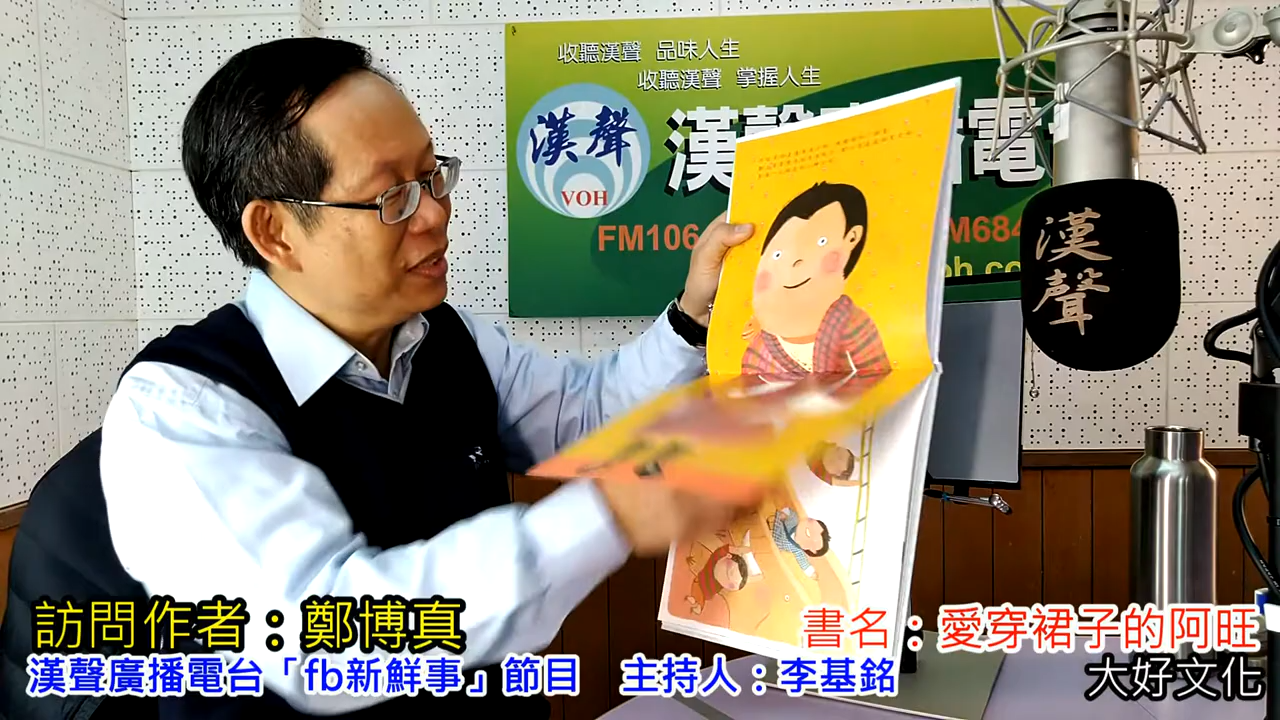 收聽漢聲 品味人生
收聽漢聲 掌握人生
漢聲
VOH
漢聲
電
FM106
M684
漢聲
訪問作者：鄭博真
書名：愛穿裙子的阿旺
漢聲廣播電台「fb新鮮事」節目 主持人：李基銘
大好文化